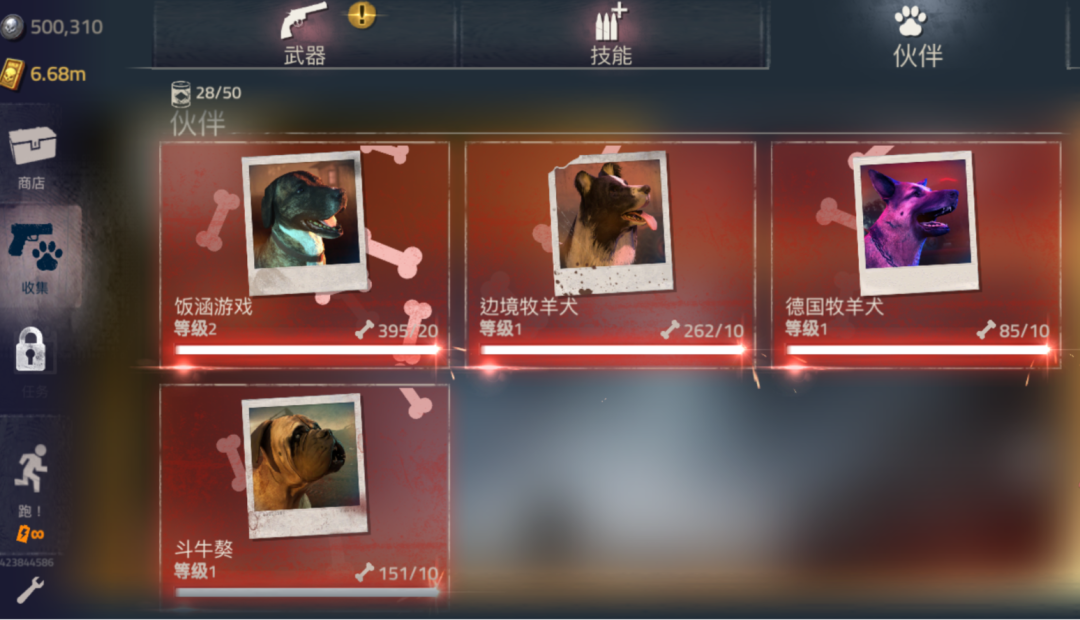 500,310
6.68m
武器
技能
伙伴
28/50
伙伴
商店
收集
任务
跑！
∞
423844586
饭涵游戏
等级2
395/20
边境牧羊犬
等级1
262/10
德国牧羊犬
等级1
85/10
斗牛獒
等级1
151/10